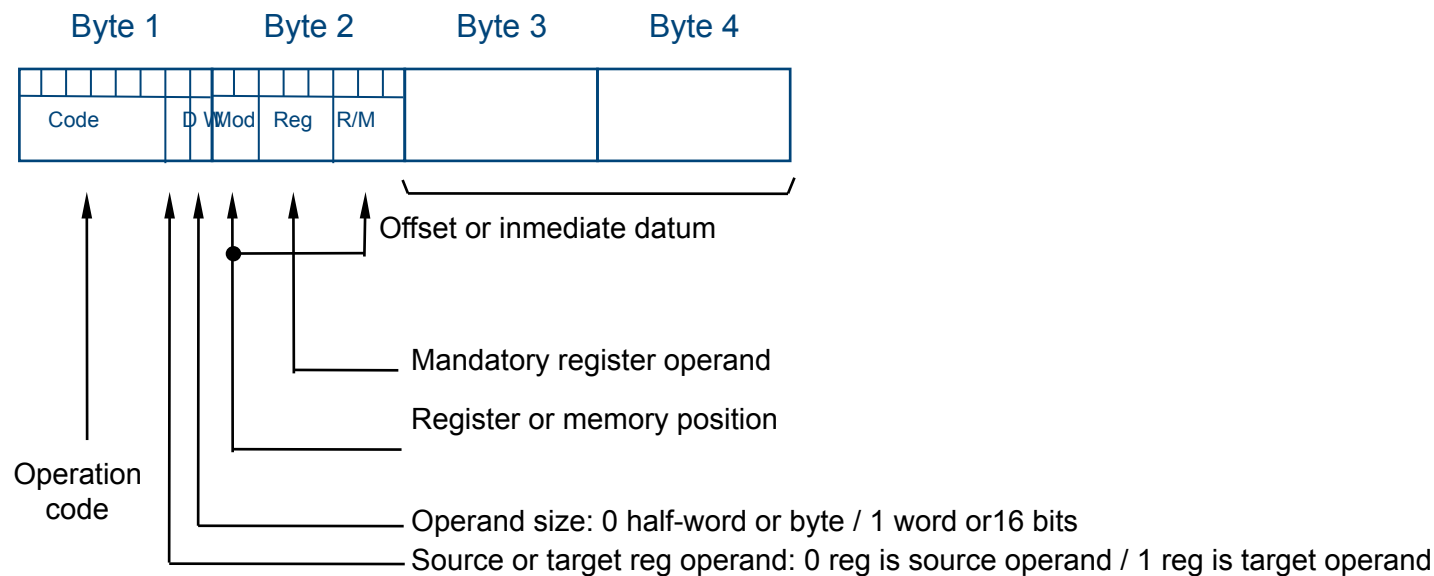 Byte 1 Byte 2 Byte 3 Byte 4
Code D W Mod Reg R/M
Offset or inmediate datum
Mandatory register operand
Register or memory position
Operation
code
Operand size: 0 half-word or byte / 1 word or16 bits
Source or target reg operand: 0 reg is source operand / 1 reg is target operand